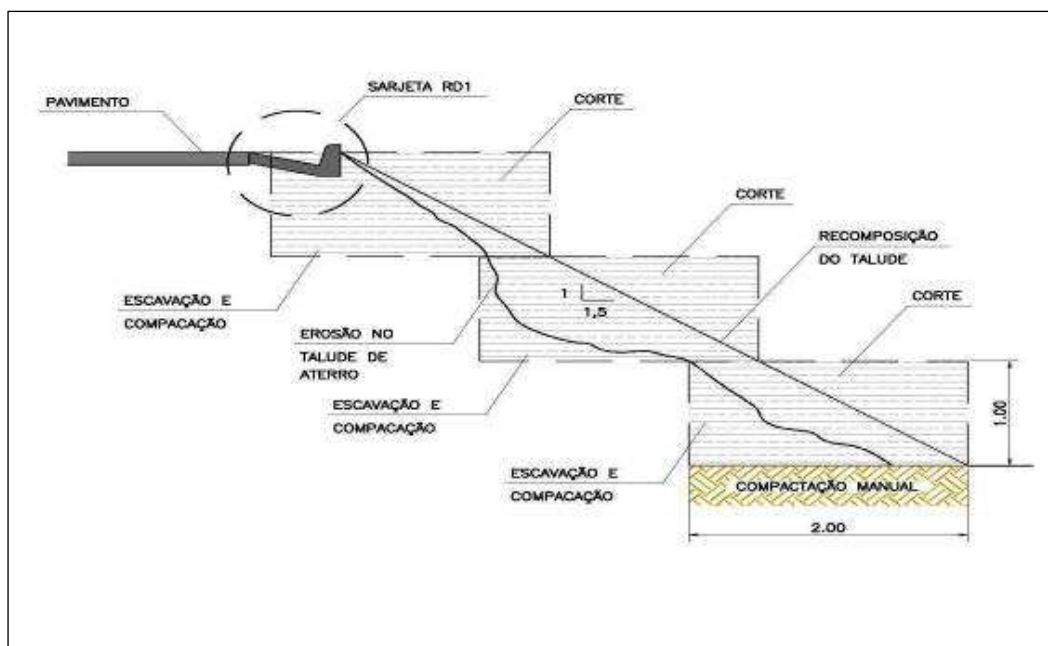 SARJETA RD1
PAVIMENTO
CORTE
CORTE
RECOMPOSIÇÃO
DO TALUDE
ESCAVAÇÃO E
COMPACAÇÃO
1
1,5
CORTE
EROSÃO NO
TALUDE DE
ATERRO
ESCAVAÇÃO E
COMPACAÇÃO
1.00
ESCAVAÇÃO E
COMPACAÇÃO
COMPACTAÇÃO MANUAL
2.00